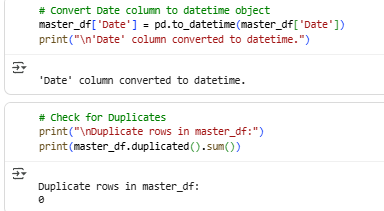 # Convert Date column to datetime object
master_df['Date'] = pd.to_datetime(master_df['Date'])
print("\n'Date' column converted to datetime.")
'Date' column converted to datetime.
# Check for Duplicates
print("\nDuplicate rows in master_df:")
print(master_df.duplicated().sum())
Duplicate rows in master_df:
0